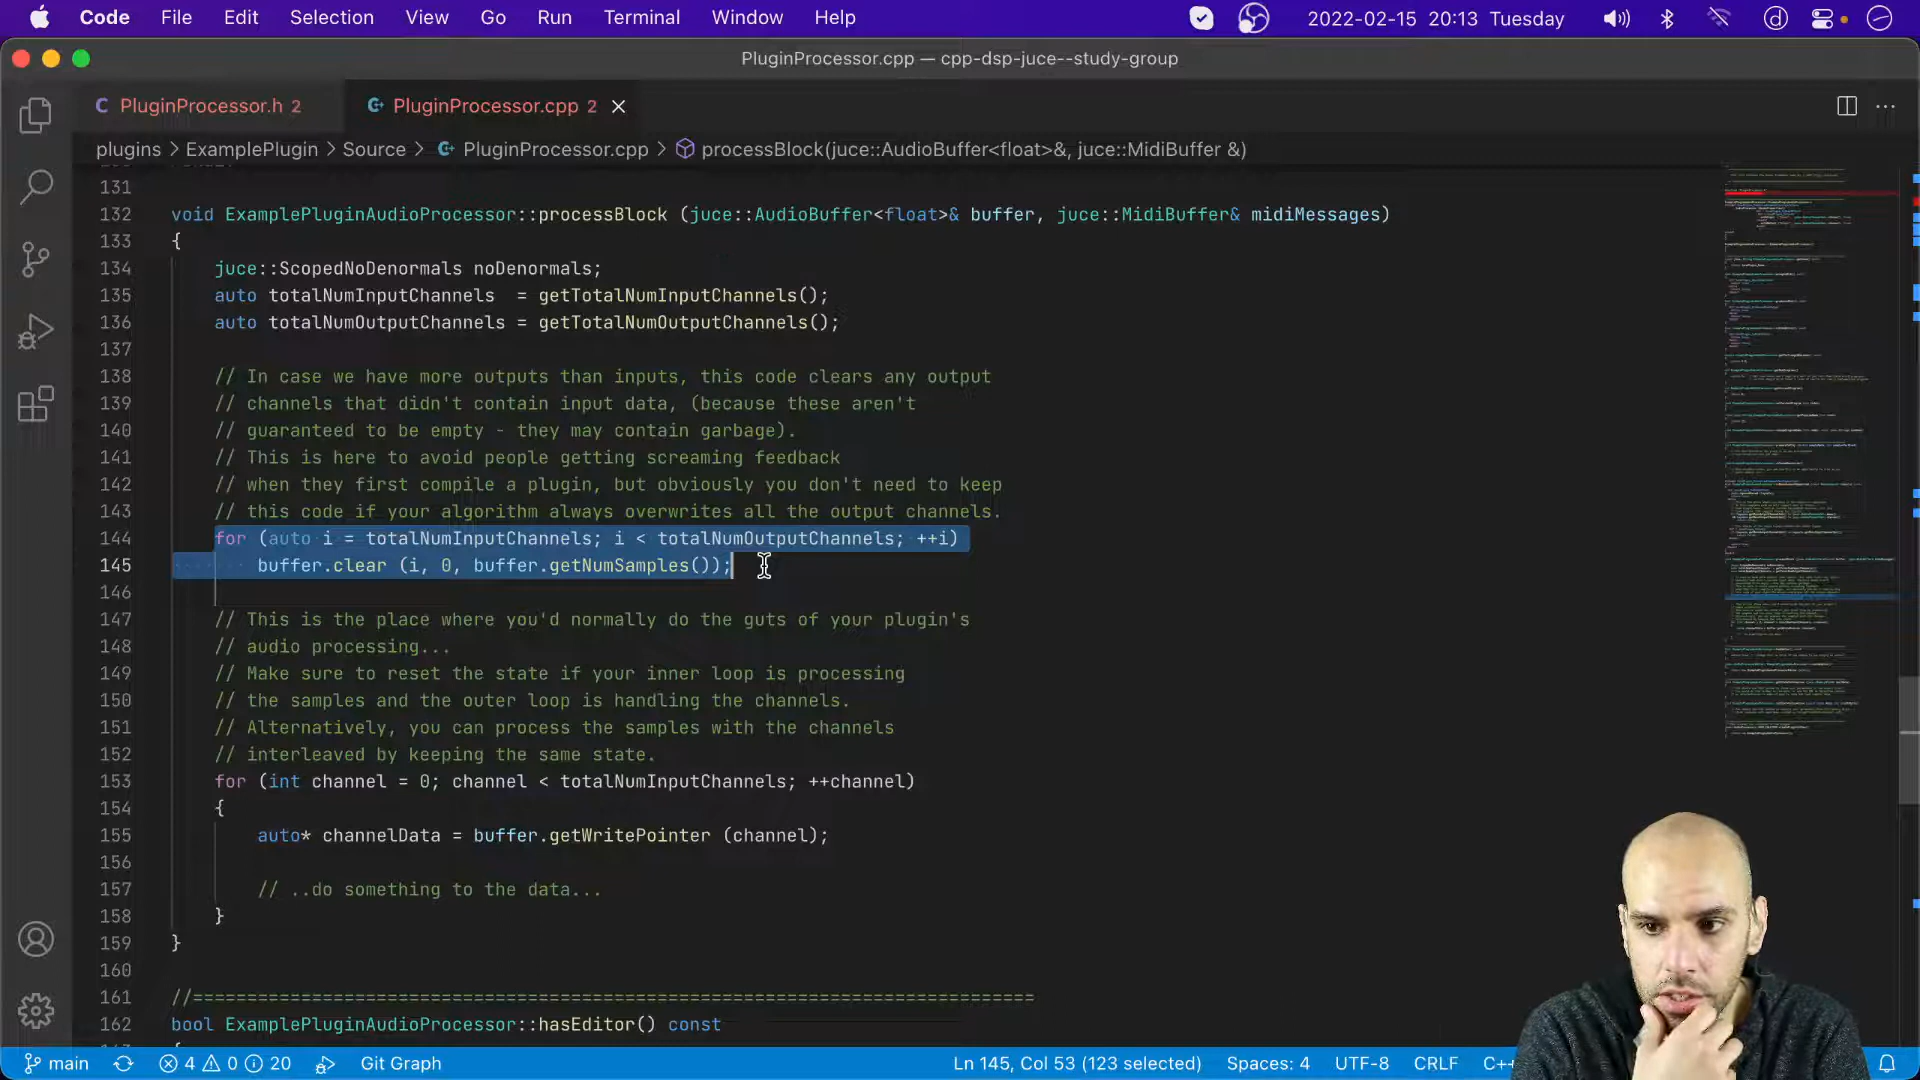 Code File Edit Selection View Go Run Terminal Window Help 2022-02-15 20:13 Tuesday
PluginProcessor.cpp — cpp-dsp-juce--study-group
C PluginProcessor.h 2 PluginProcessor.cpp 2
plugins > ExamplePlugin > Source > PluginProcessor.cpp > processBlock(juce::AudioBuffer<float>&, juce::MidiBuffer &)
131
132 void ExamplePluginAudioProcessor::processBlock (juce::AudioBuffer<float>& buffer, juce::MidiBuffer& midiMessages)
133 {
134 juce::ScopedNoDenormals noDenormals;
135 auto totalNumInputChannels  = getTotalNumInputChannels();
136 auto totalNumOutputChannels = getTotalNumOutputChannels();
137
138 // In case we have more outputs than inputs, this code clears any output
139 // channels that didn't contain input data, (because these aren't
140 // guaranteed to be empty - they may contain garbage).
141 // This is here to avoid people getting screaming feedback
142 // when they first compile a plugin, but obviously you don't need to keep
143 // this code if your algorithm always overwrites all the output channels.
144 for (auto i = totalNumInputChannels; i < totalNumOutputChannels; ++i)
145 buffer.clear (i, 0, buffer.getNumSamples());
146
147 // This is the place where you'd normally do the guts of your plugin's
148 // audio processing...
149 // Make sure to reset the state if your inner loop is processing
150 // the samples and the outer loop is handling the channels.
151 // Alternatively, you can process the samples with the channels
152 // interleaved by keeping the same state.
153 for (int channel = 0; channel < totalNumInputChannels; ++channel)
154 {
155 auto* channelData = buffer.getWritePointer (channel);
156
157 // ..do something to the data...
158 }
159 }
160
161 //==============================================================================
162 bool ExamplePluginAudioProcessor::hasEditor() const
main 4 0 20 Git Graph Ln 145, Col 53 (123 selected) Spaces: 4 UTF-8 CRLF C++